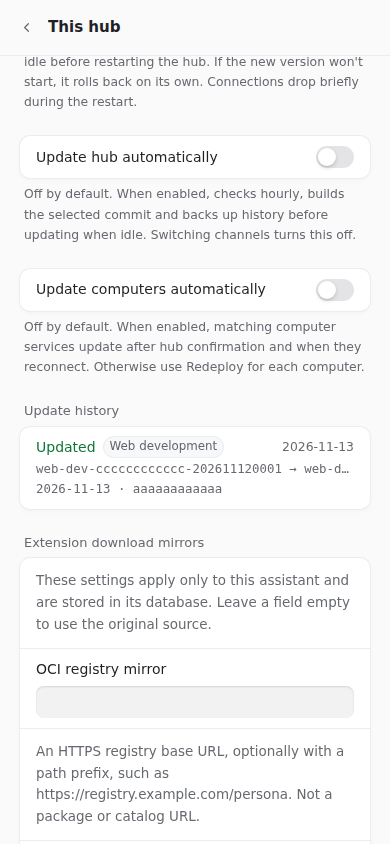 This hub
idle before restarting the hub. If the new version won't
start, it rolls back on its own. Connections drop briefly
during the restart.
Update hub automatically
Off by default. When enabled, checks hourly, builds
the selected commit and backs up history before
updating when idle. Switching channels turns this off.
Update computers automatically
Off by default. When enabled, matching computer
services update after hub confirmation and when they
reconnect. Otherwise use Redeploy for each computer.
Update history
Updated Web development 2026-11-13
web-dev-cccccccccccc-202611120001 → web-d…
2026-11-13 · aaaaaaaaaaaa
Extension download mirrors
These settings apply only to this assistant and
are stored in its database. Leave a field empty
to use the original source.
OCI registry mirror
An HTTPS registry base URL, optionally with a
path prefix, such as
https://registry.example.com/persona. Not a
package or catalog URL.